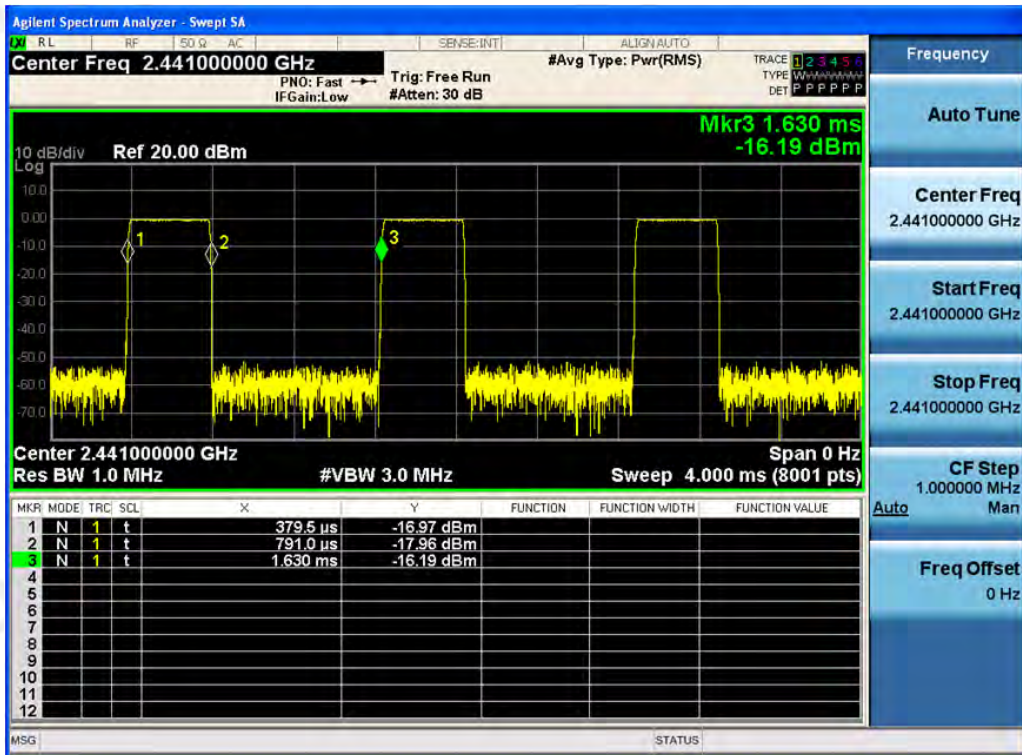 Agilent Spectrum Analyzer - Swept SA
LXI RL RF 50 Ω AC SENSE:INT ALIGN AUTO
Center Freq 2.441000000 GHz
PNO: Fast
IFGain:Low
Trig: Free Run
#Atten: 30 dB
#Avg Type: Pwr(RMS)
TRACE 1 2 3 4 5 6
TYPE
DET P P P P P P
Mkr3 1.630 ms
-16.19 dBm
10 dB/div Ref 20.00 dBm
Log
10.0
0.00
-10.0
-20.0
-30.0
-40.0
-50.0
-60.0
-70.0
1
2
3
Center 2.441000000 GHz Span 0 Hz
Res BW 1.0 MHz #VBW 3.0 MHz Sweep 4.000 ms (8001 pts)
MKR MODE TRC SCL X Y FUNCTION FUNCTION WIDTH FUNCTION VALUE
1 N 1 t 379.5 µs -16.97 dBm
2 N 1 t 791.0 µs -17.96 dBm
3 N 1 t 1.630 ms -16.19 dBm
4
5
6
7
8
9
10
11
12
MSG STATUS
Frequency
Auto Tune
Center Freq
2.441000000 GHz
Start Freq
2.441000000 GHz
Stop Freq
2.441000000 GHz
CF Step
1.000000 MHz
Auto Man
Freq Offset
0 Hz